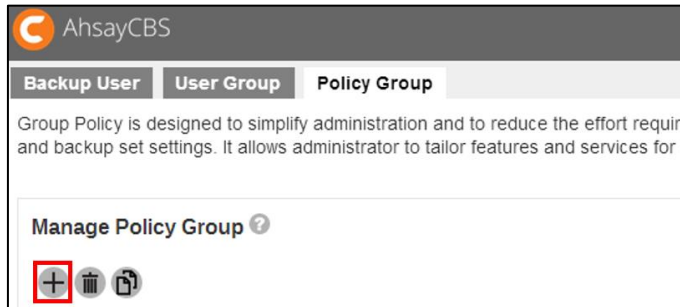 AhsayCBS
Backup User User Group Policy Group
Group Policy is designed to simplify administration and to reduce the effort requir
and backup set settings. It allows administrator to tailor features and services for
Manage Policy Group ?